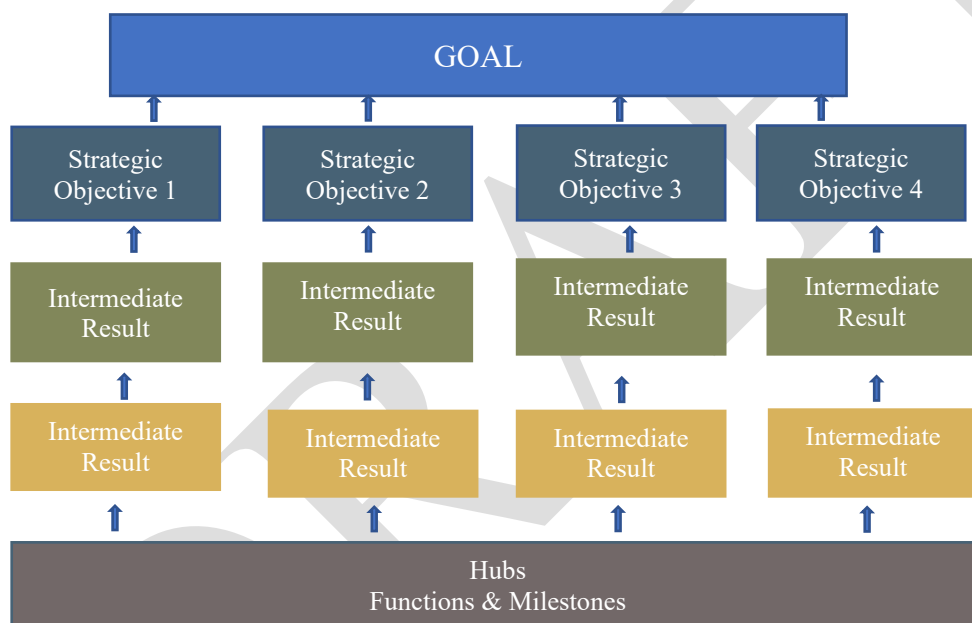 GOAL
Strategic
Objective 1
Strategic
Objective 2
Strategic
Objective 3
Strategic
Objective 4
Intermediate
Result
Intermediate
Result
Intermediate
Result
Intermediate
Result
Intermediate
Result
Intermediate
Result
Intermediate
Result
Intermediate
Result
Hubs
Functions & Milestones